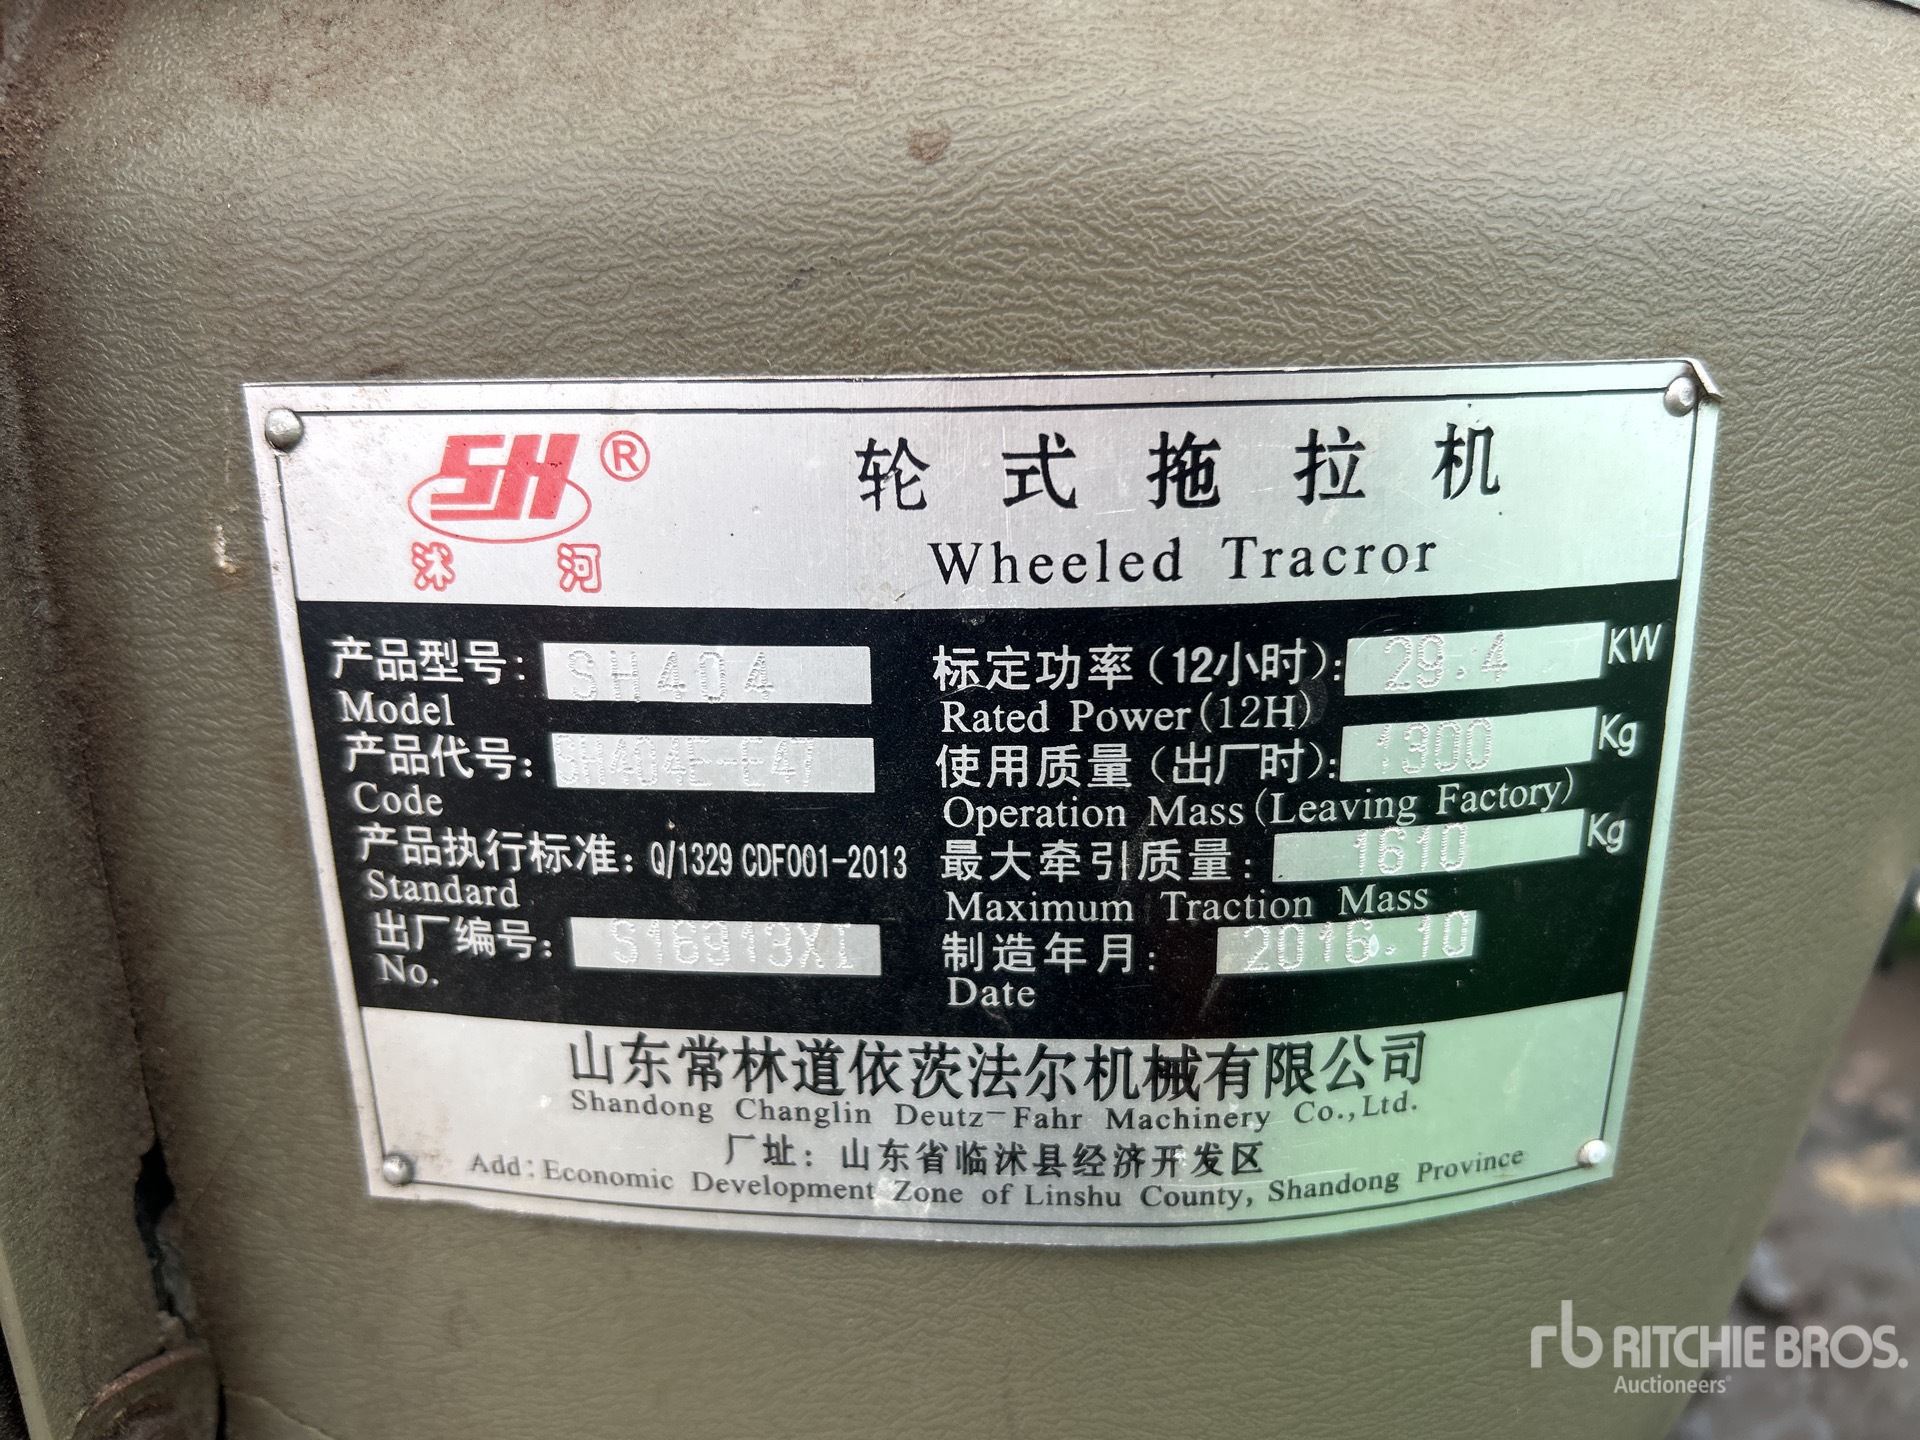 SH ®
沭河
轮式拖拉机
Wheeled Tracror
产品型号: SH404
Model
产品代号: SH404E-E47
Code
产品执行标准: Q/1329 CDF001-2013
Standard
出厂编号: S16913X1
No.
标定功率(12小时): 29.4 KW
Rated Power(12H)
使用质量(出厂时): 1300 Kg
Operation Mass(Leaving Factory)
最大牵引质量: 1610 Kg
Maximum Traction Mass
制造年月: 2016.10
Date
山东常林道依茨法尔机械有限公司
Shandong Changlin Deutz-Fahr Machinery Co.,Ltd.
厂址: 山东省临沭县经济开发区
Add: Economic Development Zone of Linshu County, Shandong Province
rb RITCHIE BROS.
Auctioneers